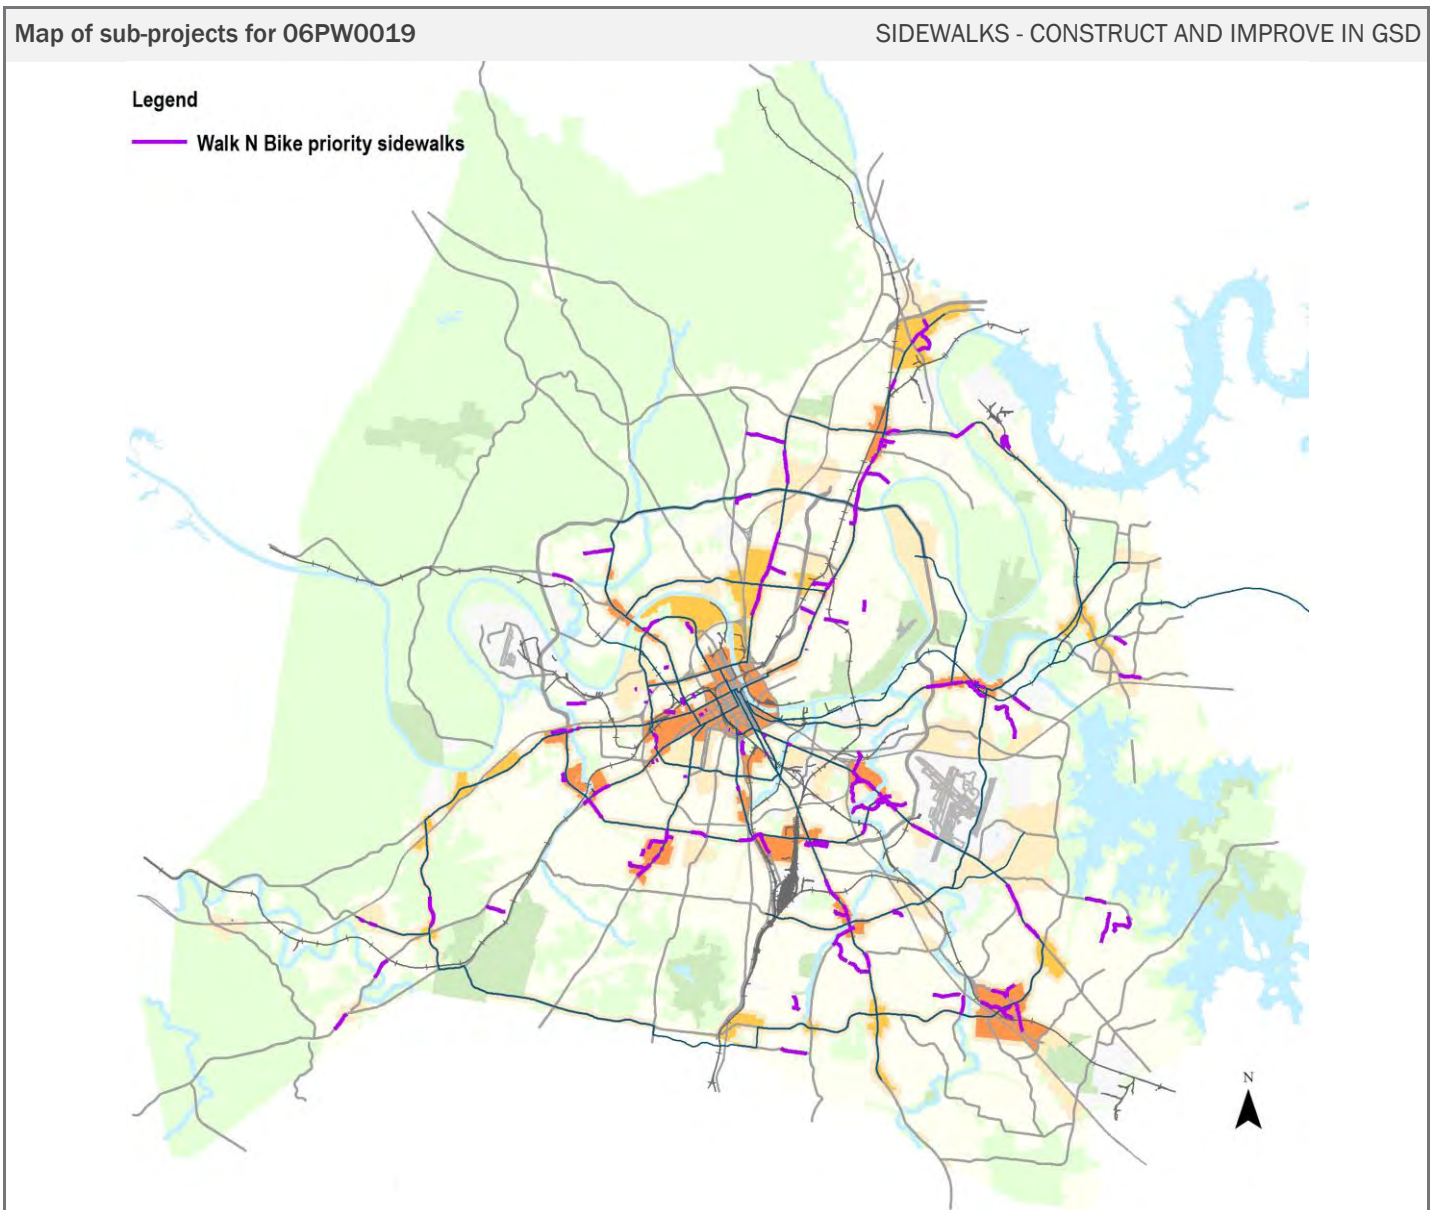 Map of sub-projects for 06PW0019 SIDEWALKS - CONSTRUCT AND IMPROVE IN GSD
Legend
Walk N Bike priority sidewalks
N